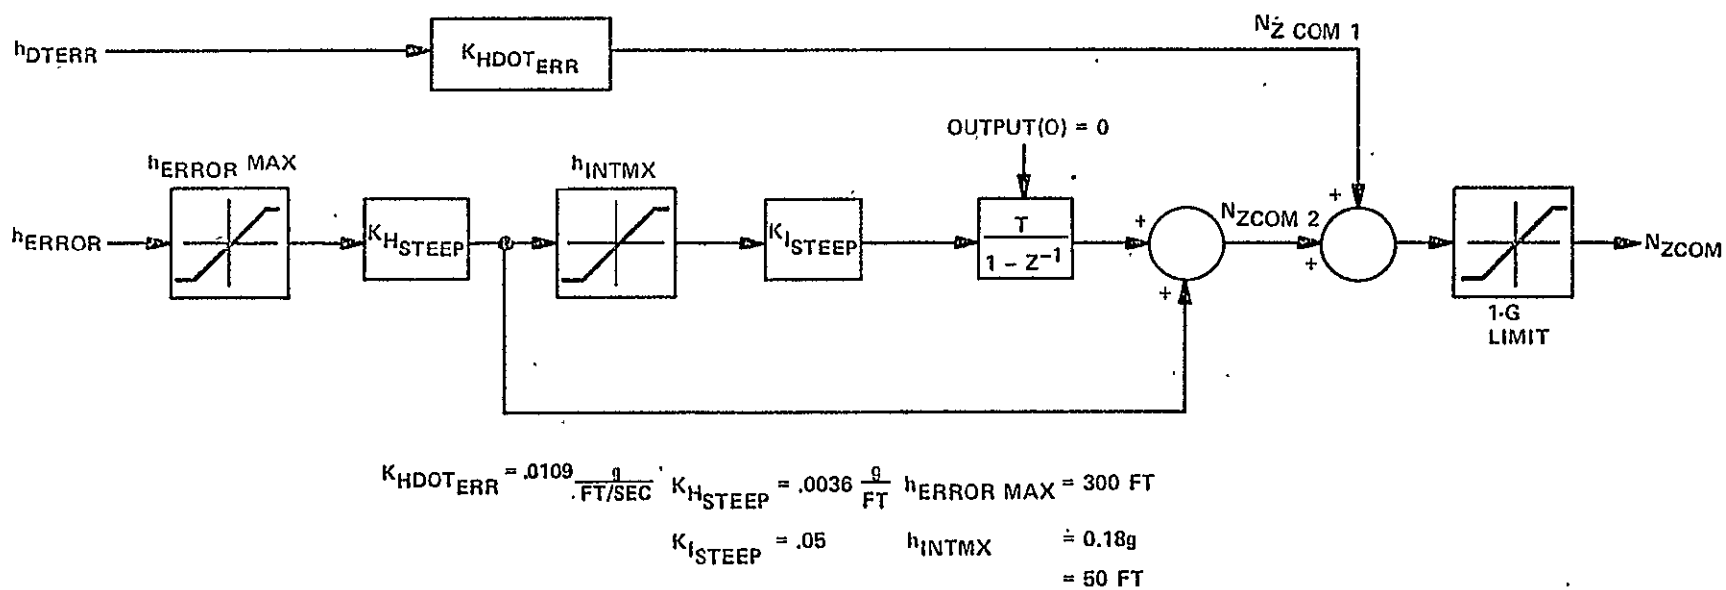 hDTERR
KHDOTERR
NZ COM 1
OUTPUT(O) = 0
hERROR MAX
hINTMX
hERROR
KHSTEEP
KISTEEP
T
1 – Z–1
+
+
NZCOM 2
+
+
NZCOM
1-G
LIMIT
KHDOTERR = .0109 g
FT/SEC
KHSTEEP = .0036 g
FT
hERROR MAX = 300 FT
KISTEEP = .05
hINTMX = 0.18g
= 50 FT